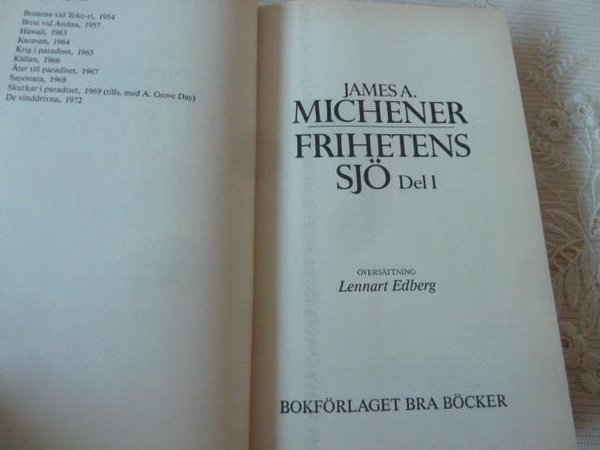 Broarna vid Toko-ri, 1954
Bron vid Andau, 1957
Hawaii, 1963
Karavan, 1964
Krig i paradiset, 1965
Källan, 1966
Åter till paradiset, 1967
Sayonara, 1968
Skurkar i paradiset, 1969 (tills. med A. Grove Day)
De vinddrivna, 1972
JAMES A.
MICHENER
FRIHETENS
SJÖ Del 1
ÖVERSÄTTNING
Lennart Edberg
BOKFÖRLAGET BRA BÖCKER